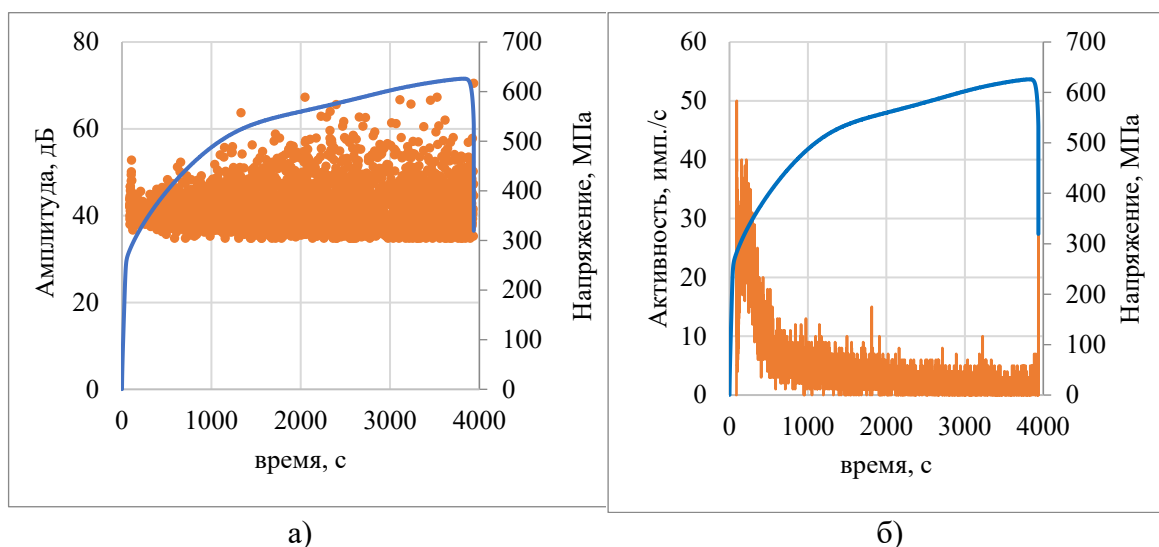 80
60
40
20
0
700
600
500
400
300
200
100
0
0 1000 2000 3000 4000
Амплитуда, дБ
Напряжение, МПа
время, с
а)
60
50
40
30
20
10
0
700
600
500
400
300
200
100
0
0 1000 2000 3000 4000
Активность, имп./с
Напряжение, МПа
время, с
б)